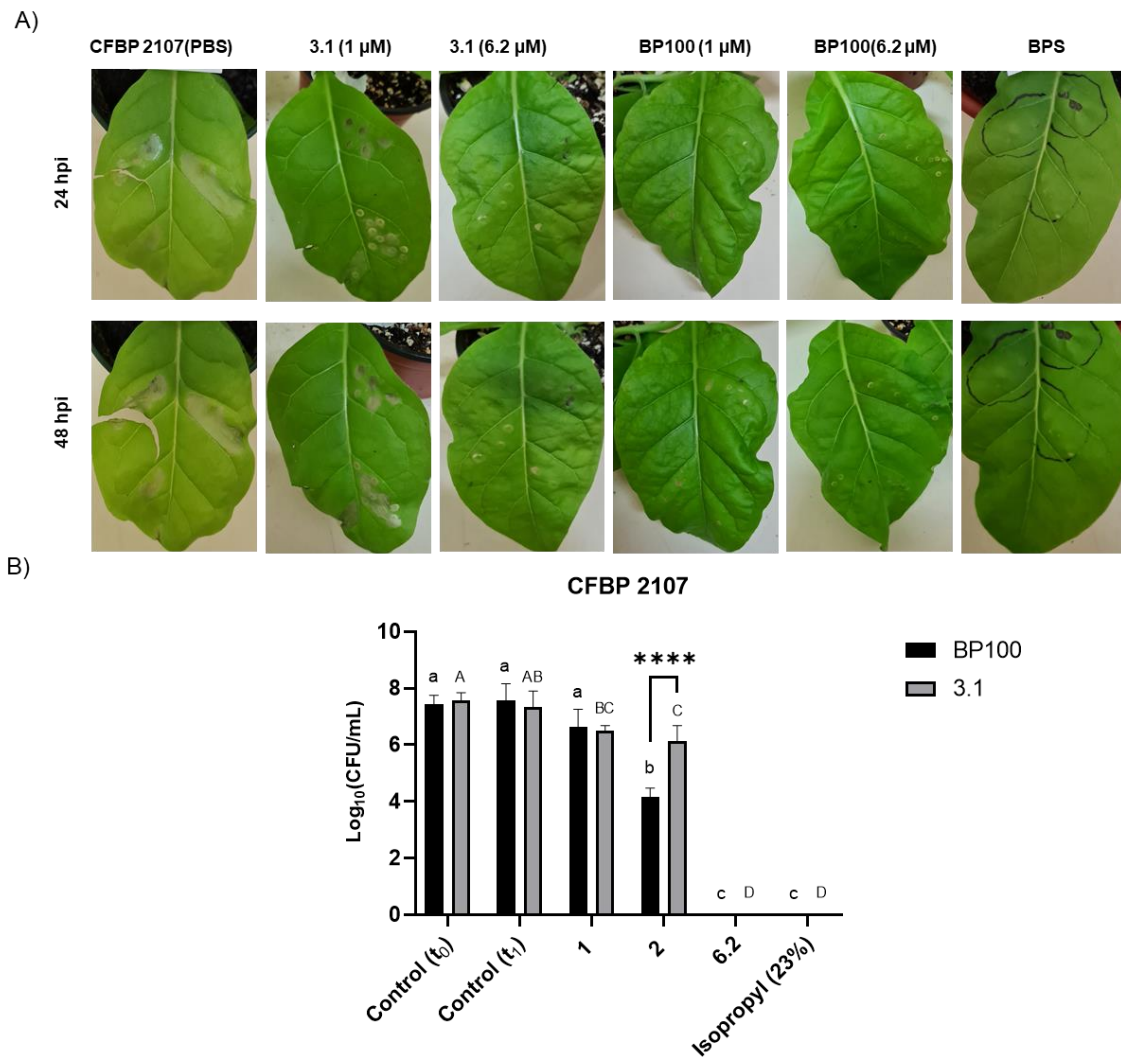 A)
CFBP 2107(PBS) 3.1 (1 µM) 3.1 (6.2 µM) BP100 (1 µM) BP100(6.2 µM) BPS
24 hpi
48 hpi
B)
CFBP 2107
BP100
3.1
Log10(CFU/mL)
10
8
6
4
2
0
a A a AB a BC b **** C c D c D
Control (t0) Control (t1) 1 2 6.2 Isopropyl (23%)